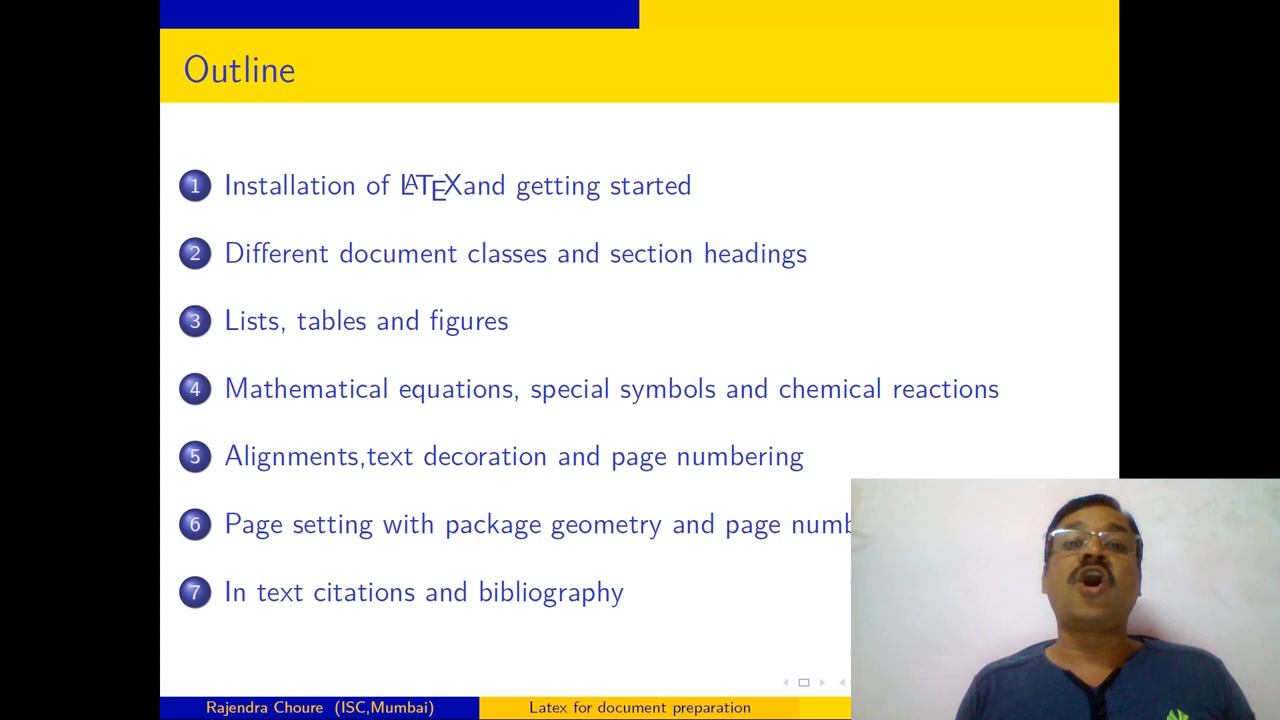 Outline
1 Installation of LATEXand getting started
2 Different document classes and section headings
3 Lists, tables and figures
4 Mathematical equations, special symbols and chemical reactions
5 Alignments,text decoration and page numbering
6 Page setting with package geometry and page
7 In text citations and bibliography
Rajendra Choure (ISC,Mumbai) Latex for document preparation